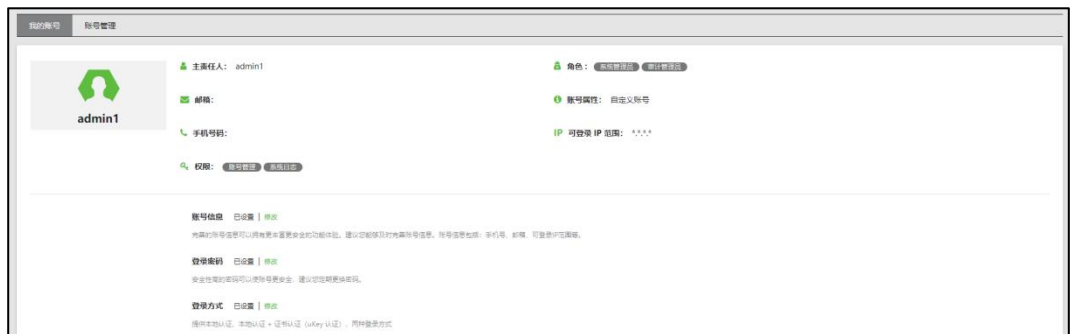 我的账号 账号管理
主责任人： admin1
角色： 系统管理员 审计管理员
邮箱：
账号属性： 自定义账号
admin1
手机号码：
IP 可登录 IP 范围： *.*.*.*
权限： 账号管理 系统日志
账号信息 已设置 | 修改
完善的账号信息可以拥有更丰富更安全的功能体验。建议您能够及时完善账号信息。账号信息包括：手机号、邮箱、可登录IP范围等。
登录密码 已设置 | 修改
安全性高的密码可以使账号更安全，建议您定期更换密码。
登录方式 已设置 | 修改
提供本地认证、本地认证 + 证书认证（uKey 认证），两种登录方式